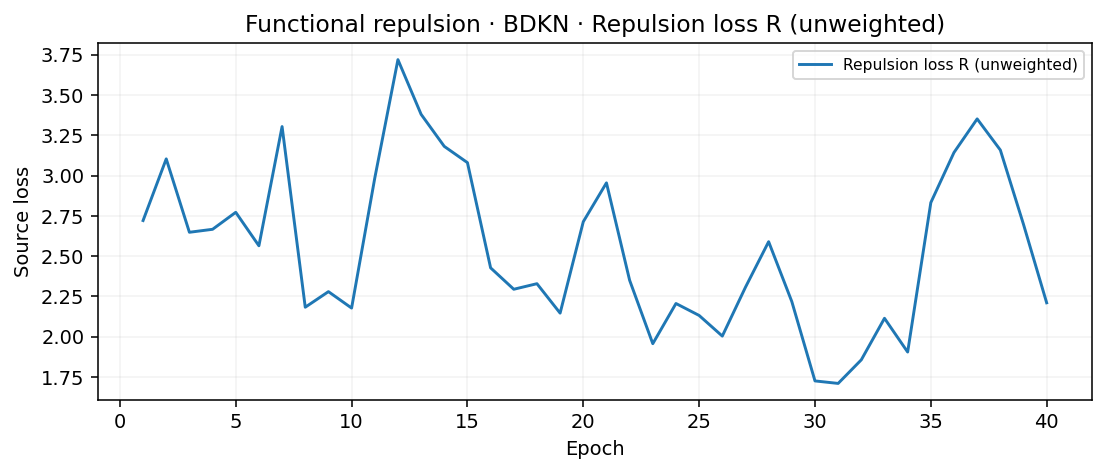 Functional repulsion · BDKN · Repulsion loss R (unweighted)
Repulsion loss R (unweighted)
3.75
3.50
3.25
3.00
2.75
2.50
2.25
2.00
1.75
Source loss
0 5 10 15 20 25 30 35 40
Epoch